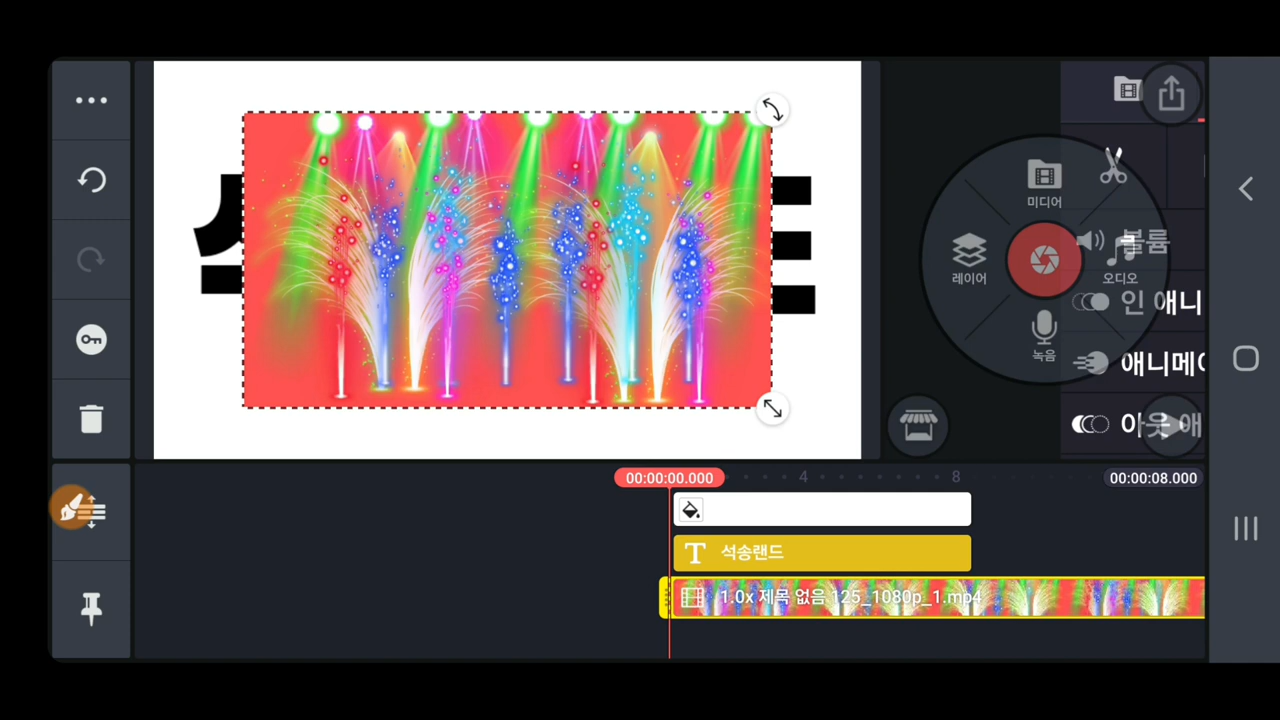 미디어
레이어
오디오
녹음
볼륨
인 애니
애니메
아웃 애
00:00:00.000
4
8
00:00:08.000
T 석송랜드
1.0x 제목 없음 125_1080p_1.mp4